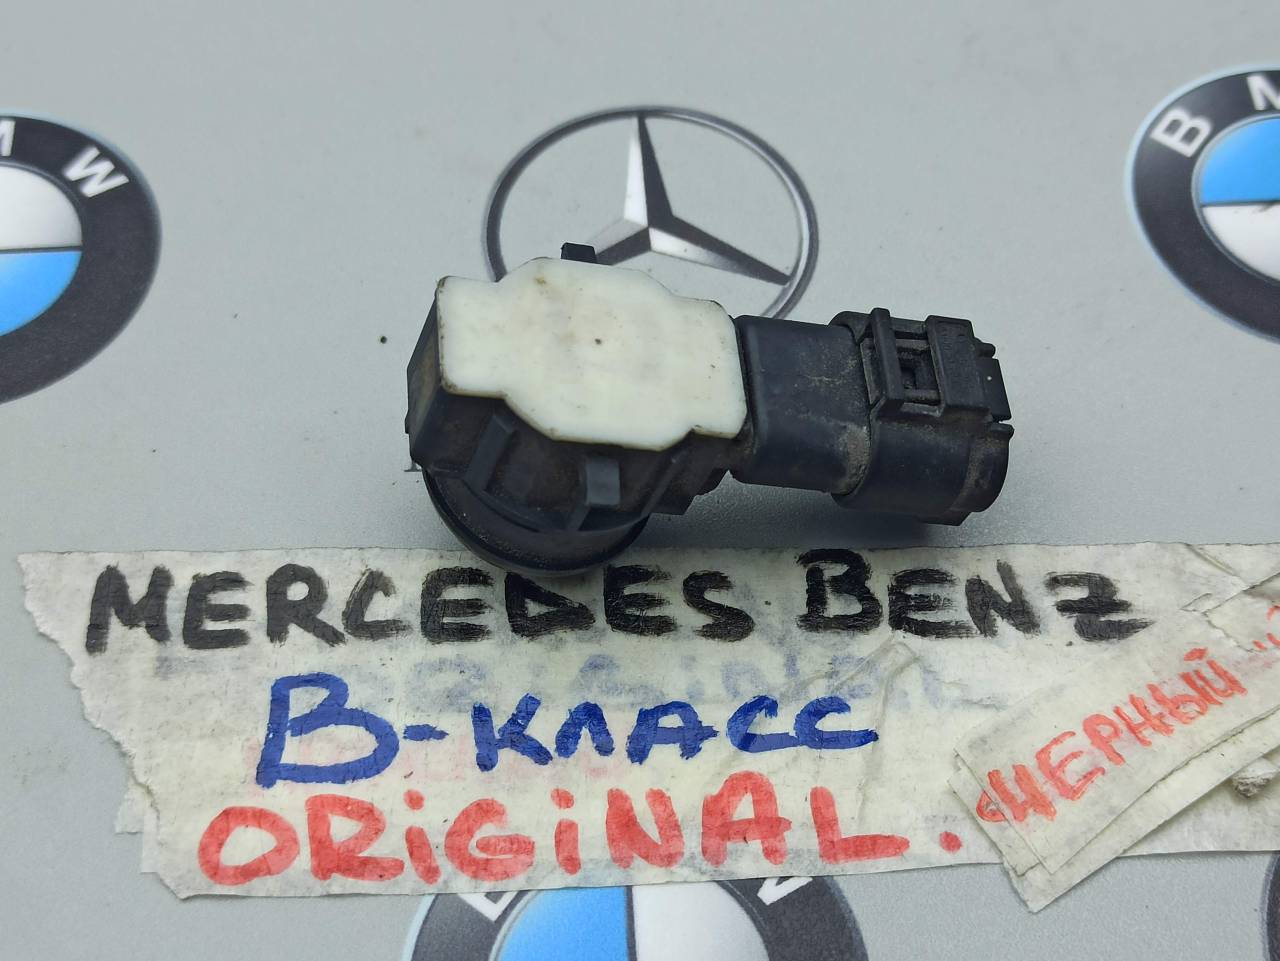 M W
B M
MERCEDES BENZ
B-КЛАСС
ORIGINAL.
ЧЕРНЫЙ